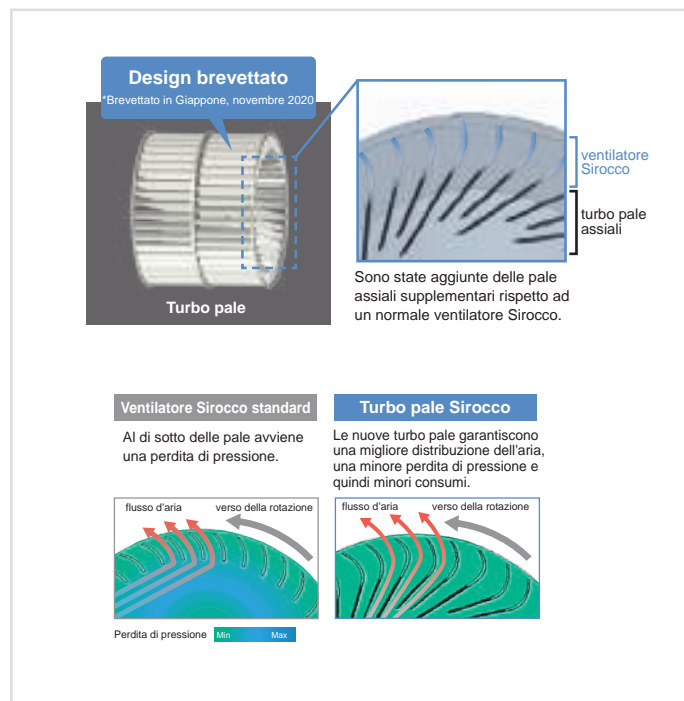 Design brevettato
*Brevettato in Giappone, novembre 2020
Turbo pale
ventilatore
Sirocco
turbo pale
assiali
Sono state aggiunte delle pale
assiali supplementari rispetto ad
un normale ventilatore Sirocco.
Ventilatore Sirocco standard
Al di sotto delle pale avviene
una perdita di pressione.
flusso d'aria
verso della rotazione
Perdita di pressione
Min
Max
Turbo pale Sirocco
Le nuove turbo pale garantiscono
una migliore distribuzione dell'aria,
una minore perdita di pressione e
quindi minori consumi.
flusso d'aria
verso della rotazione